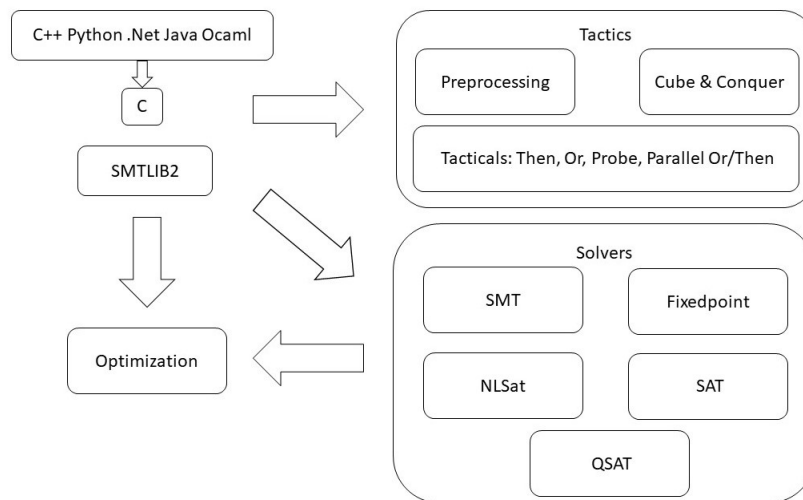 C++ Python .Net Java Ocaml
C
SMTLIB2
Optimization
Tactics
Preprocessing
Cube & Conquer
Tacticals: Then, Or, Probe, Parallel Or/Then
Solvers
SMT
Fixedpoint
NLSat
SAT
QSAT